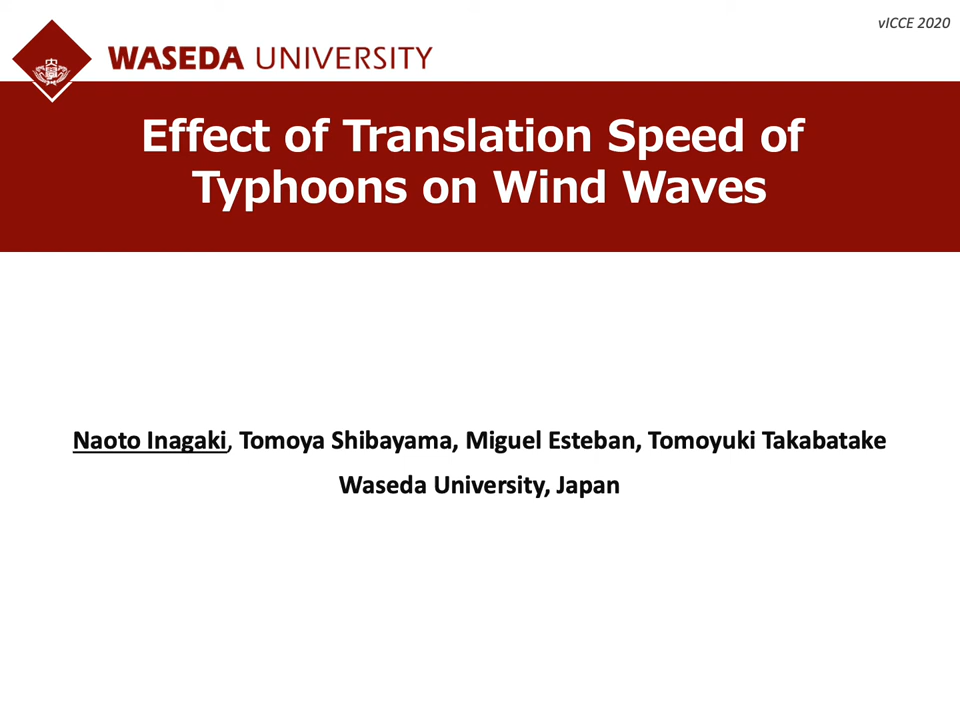 vICCE 2020
WASEDA UNIVERSITY
Effect of Translation Speed of
Typhoons on Wind Waves
Naoto Inagaki, Tomoya Shibayama, Miguel Esteban, Tomoyuki Takabatake
Waseda University, Japan